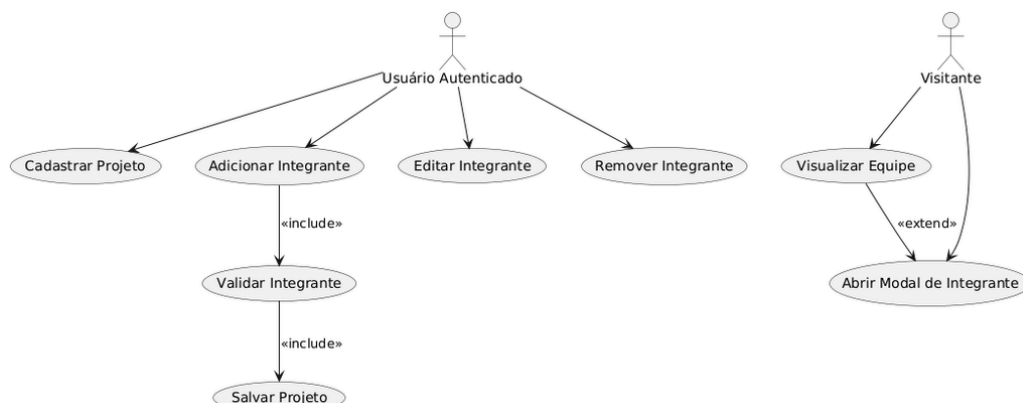 Usuário Autenticado
Visitante
Cadastrar Projeto
Adicionar Integrante
Editar Integrante
Remover Integrante
Visualizar Equipe
«include»
«extend»
Validar Integrante
Abrir Modal de Integrante
«include»
Salvar Projeto